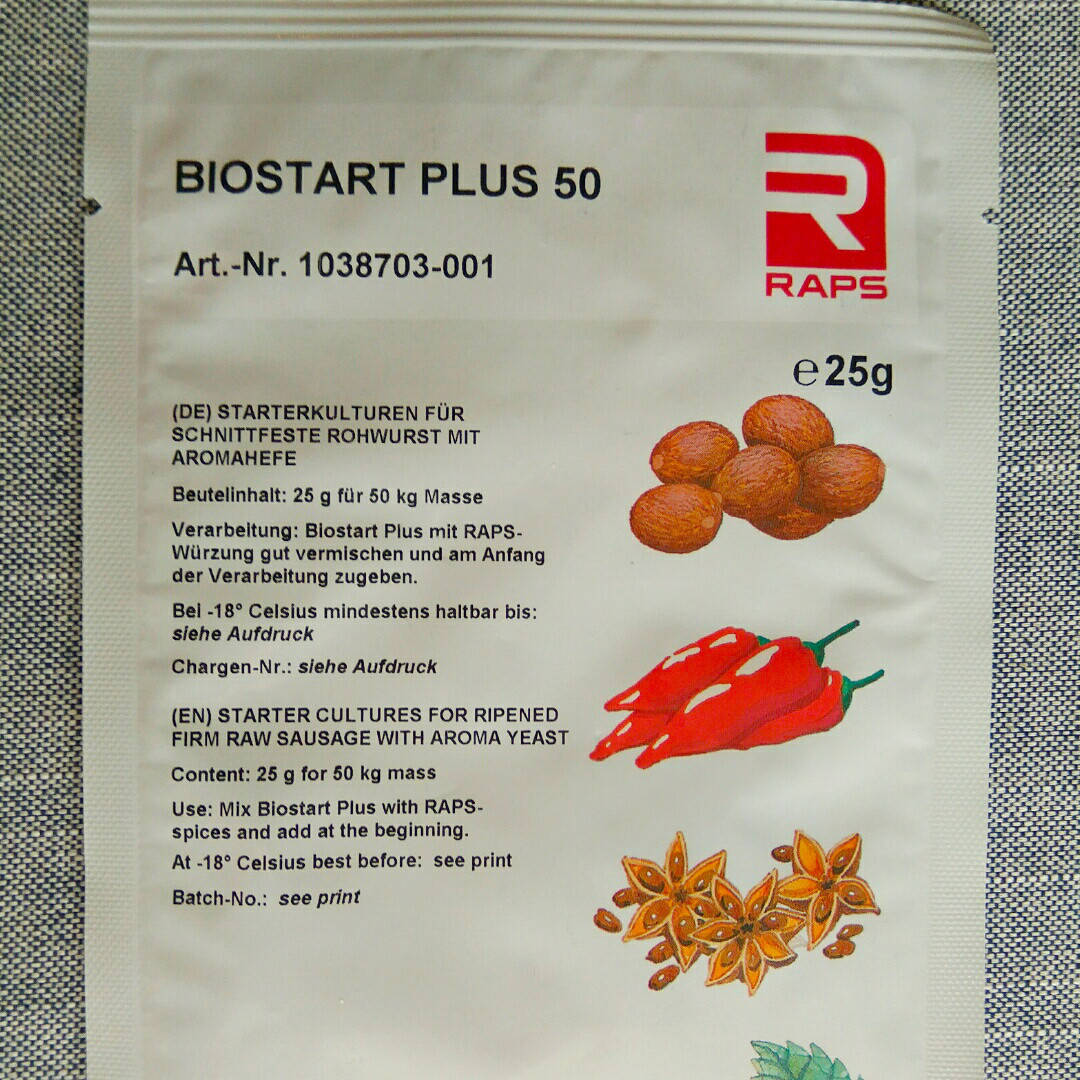 BIOSTART PLUS 50
Art.-Nr. 1038703-001
RAPS
℮25g
(DE) STARTERKULTUREN FÜR
SCHNITTFESTE ROHWURST MIT
AROMAHEFE
Beutelinhalt: 25 g für 50 kg Masse
Verarbeitung: Biostart Plus mit RAPS-
Würzung gut vermischen und am Anfang
der Verarbeitung zugeben.
Bei -18° Celsius mindestens haltbar bis:
siehe Aufdruck
Chargen-Nr.: siehe Aufdruck
(EN) STARTER CULTURES FOR RIPENED
FIRM RAW SAUSAGE WITH AROMA YEAST
Content: 25 g for 50 kg mass
Use: Mix Biostart Plus with RAPS-
spices and add at the beginning.
At -18° Celsius best before: see print
Batch-No.: see print